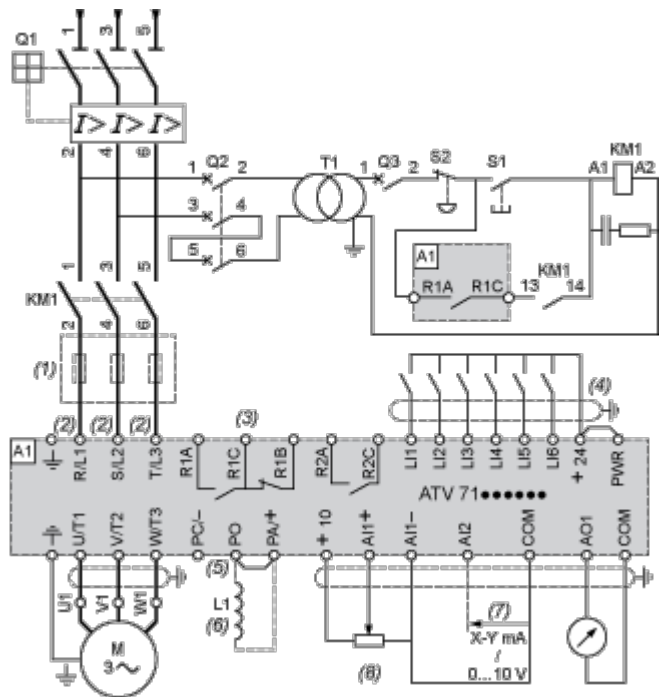 Q1
1 3 5
I> I> I>
2 4 6
1 Q2 2
3 4
5 6
T1
1 Q3 2
S2
S1
KM1
A1 A2
A1
R1A R1C
13 KM1 14
1 3 5
KM1
2 4 6
(1)
(2) (2) (2)
(3)
(4)
A1
R/L1 S/L2 T/L3 R1A R1C R1B R2A R2C LI1 LI2 LI3 LI4 LI5 LI6 +24 PWR
ATV 71●●●●●●
U/T1 V/T2 W/T3 PC/- PO PA/+ +10 AI1+ AI1- AI2 COM AO1 COM
(5)
U1 V1 W1
L1
(6)
(7)
X-Y mA
/
0...10 V
(8)
M
3~